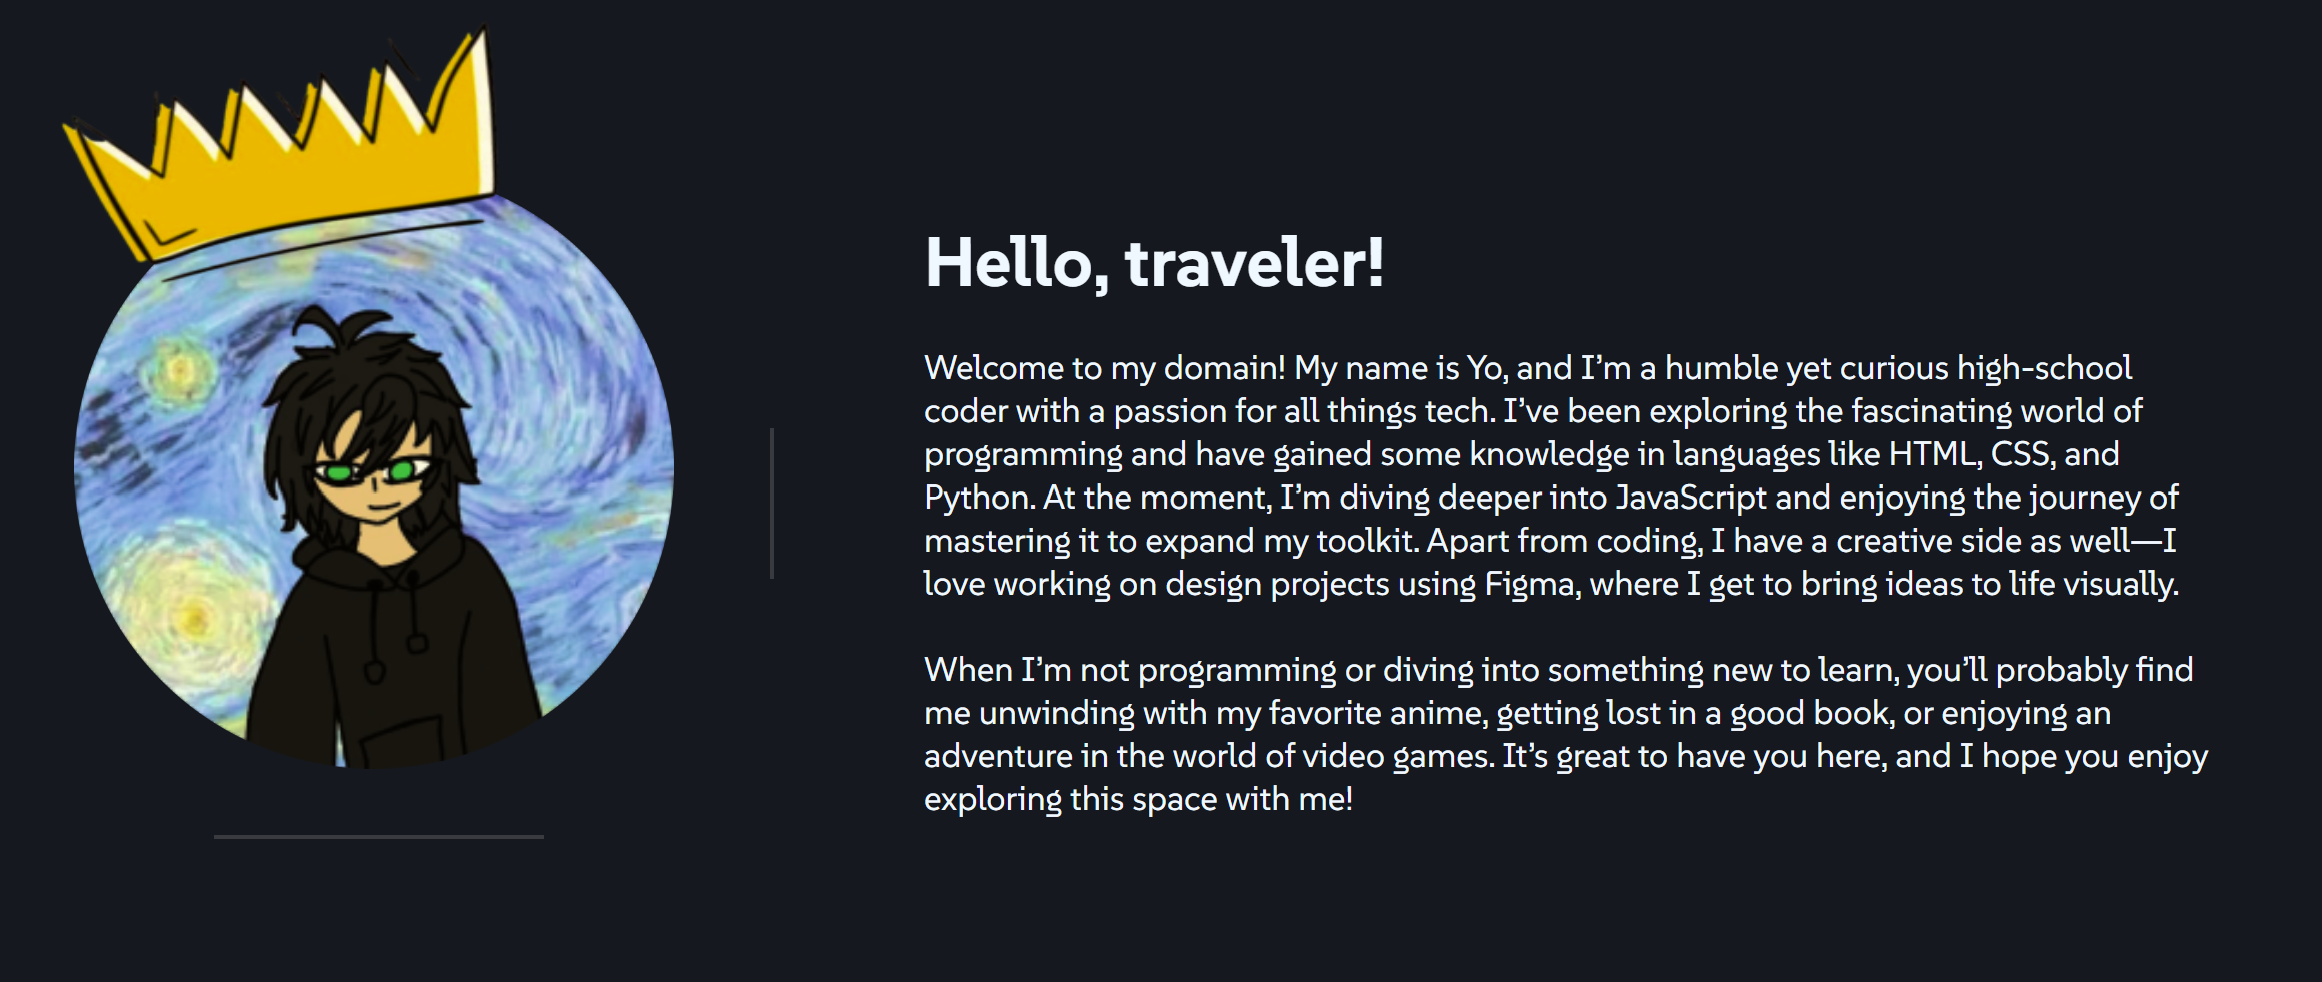 Hello, traveler!
Welcome to my domain! My name is Yo, and I’m a humble yet curious high-school
coder with a passion for all things tech. I’ve been exploring the fascinating world of
programming and have gained some knowledge in languages like HTML, CSS, and
Python. At the moment, I’m diving deeper into JavaScript and enjoying the journey of
mastering it to expand my toolkit. Apart from coding, I have a creative side as well—I
love working on design projects using Figma, where I get to bring ideas to life visually.
When I’m not programming or diving into something new to learn, you’ll probably find
me unwinding with my favorite anime, getting lost in a good book, or enjoying an
adventure in the world of video games. It’s great to have you here, and I hope you enjoy
exploring this space with me!